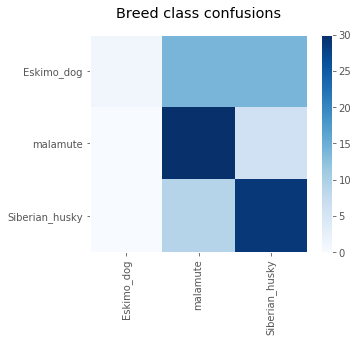 Breed class confusions
Eskimo_dog
malamute
Siberian_husky
Eskimo_dog
malamute
Siberian_husky
30
25
20
15
10
5
0